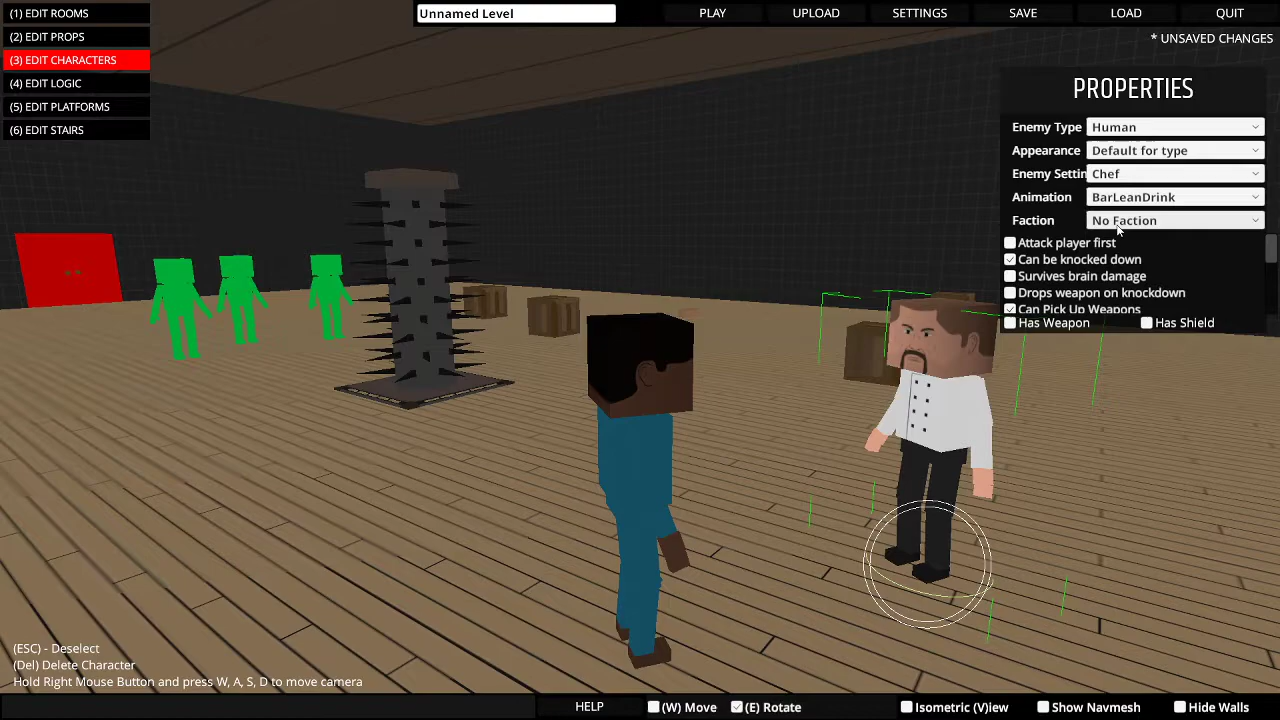 (1) EDIT ROOMS
(2) EDIT PROPS
(3) EDIT CHARACTERS
(4) EDIT LOGIC
(5) EDIT PLATFORMS
(6) EDIT STAIRS
Unnamed Level
PLAY
UPLOAD
SETTINGS
SAVE
LOAD
QUIT
* UNSAVED CHANGES
PROPERTIES
Enemy Type Human
Appearance Default for type
Enemy Settin Chef
Animation BarLeanDrink
Faction No Faction
Attack player first
Can be knocked down
Survives brain damage
Drops weapon on knockdown
Can Pick Up Weapons
Has Weapon Has Shield
(ESC) - Deselect
(Del) Delete Character
Hold Right Mouse Button and press W, A, S, D to move camera
HELP
(W) Move
(E) Rotate
Isometric (V)iew
Show Navmesh
Hide Walls